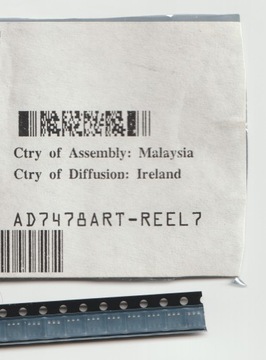 Ctry of Assembly: Malaysia
Ctry of Diffusion: Ireland
AD7478ART-REEL7